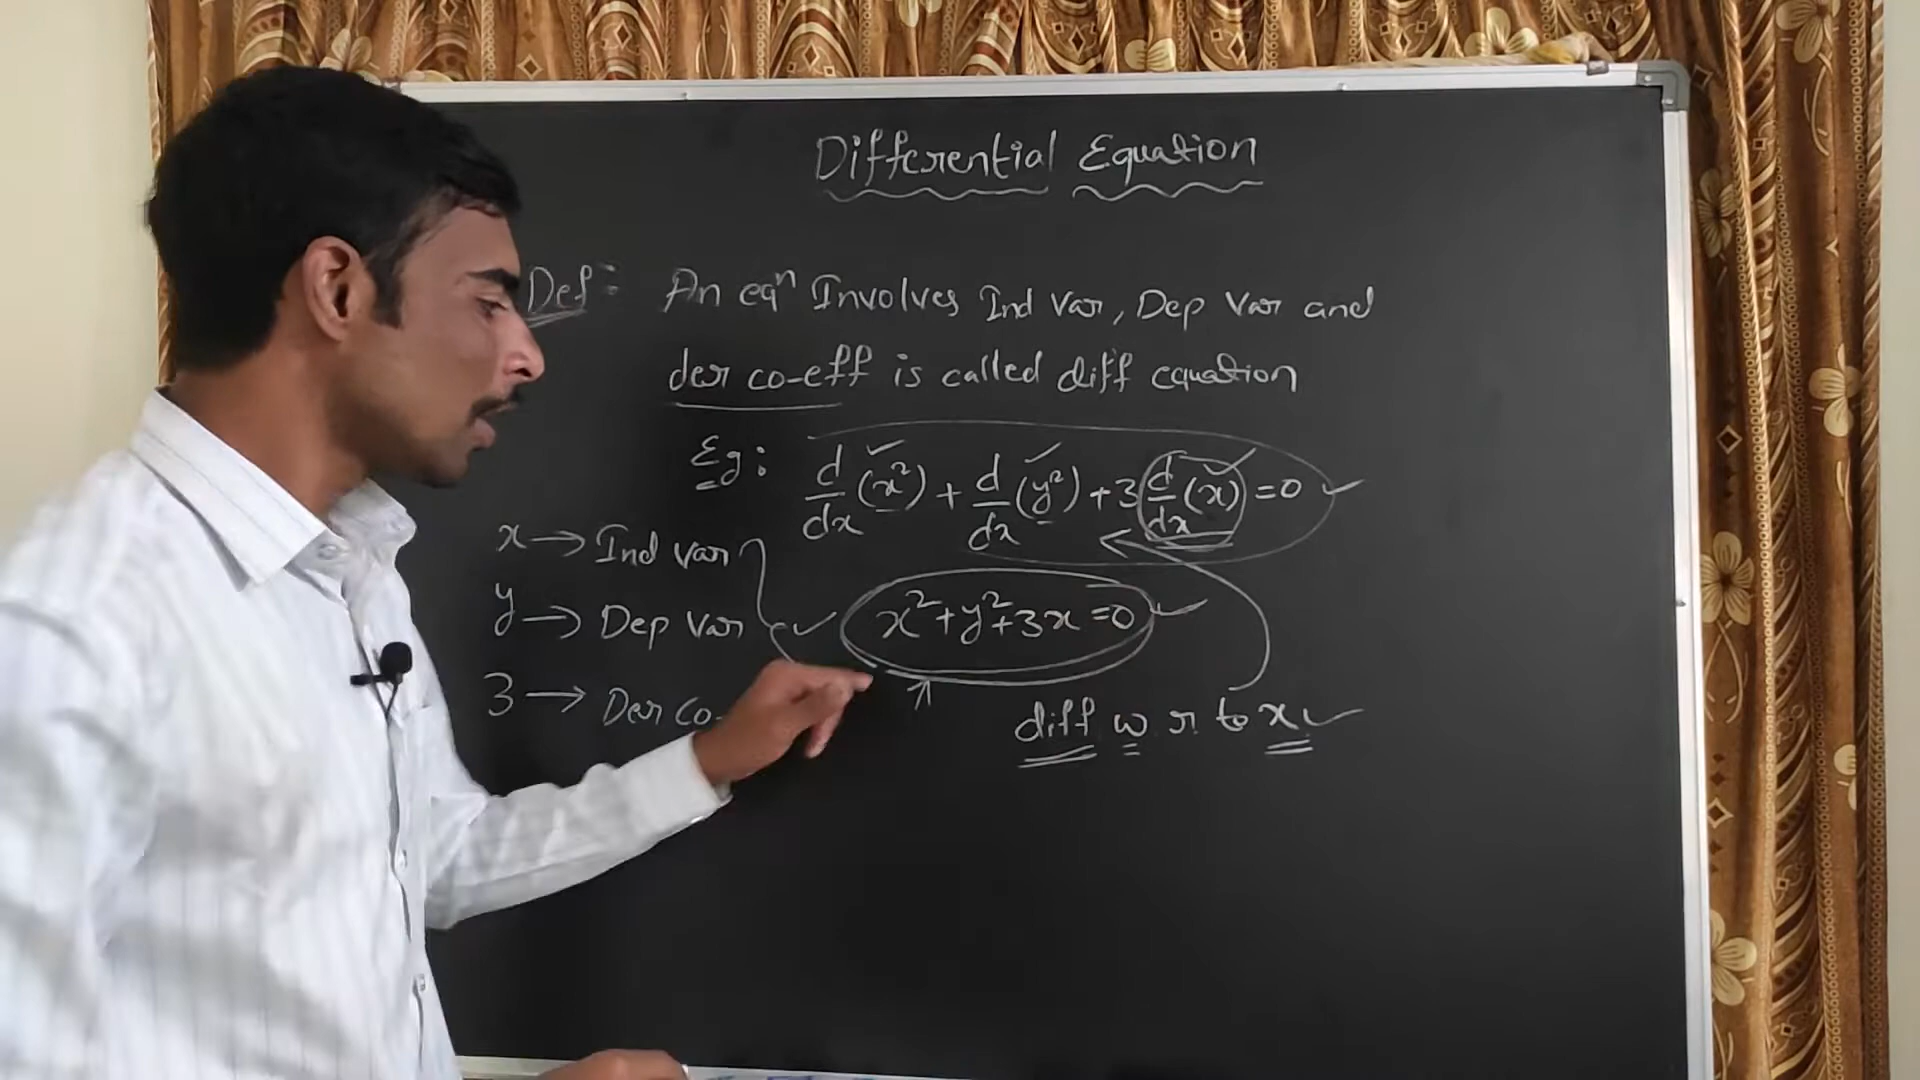 Differential Equation
Def: An eqⁿ Involves Ind Var, Dep Var and
der co-eff is called diff equation
Eg: d/dx (x²) + d/dx (y²) + 3 d/dx (x) = 0
x → Ind var
y → Dep Var
x² + y² + 3x = 0
3 → Der Co-
diff w r to x